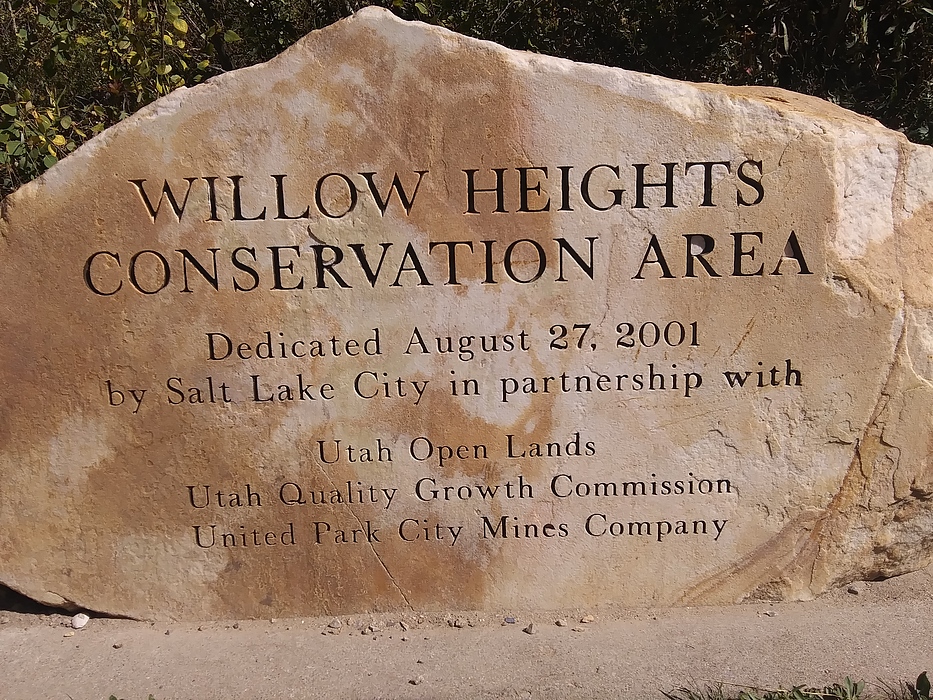 WILLOW HEIGHTS
CONSERVATION AREA
Dedicated August 27, 2001
by Salt Lake City in partnership with
Utah Open Lands
Utah Quality Growth Commission
United Park City Mines Company